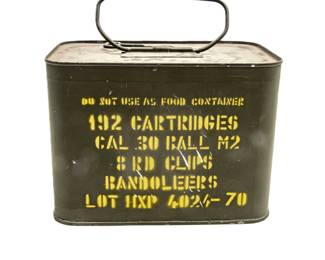 DO NOT USE AS FOOD CONTAINER
192 CARTRIDGES
CAL 30 BALL M2
8 RD CLIPS
BANDOLEERS
LOT HXP 4024-70